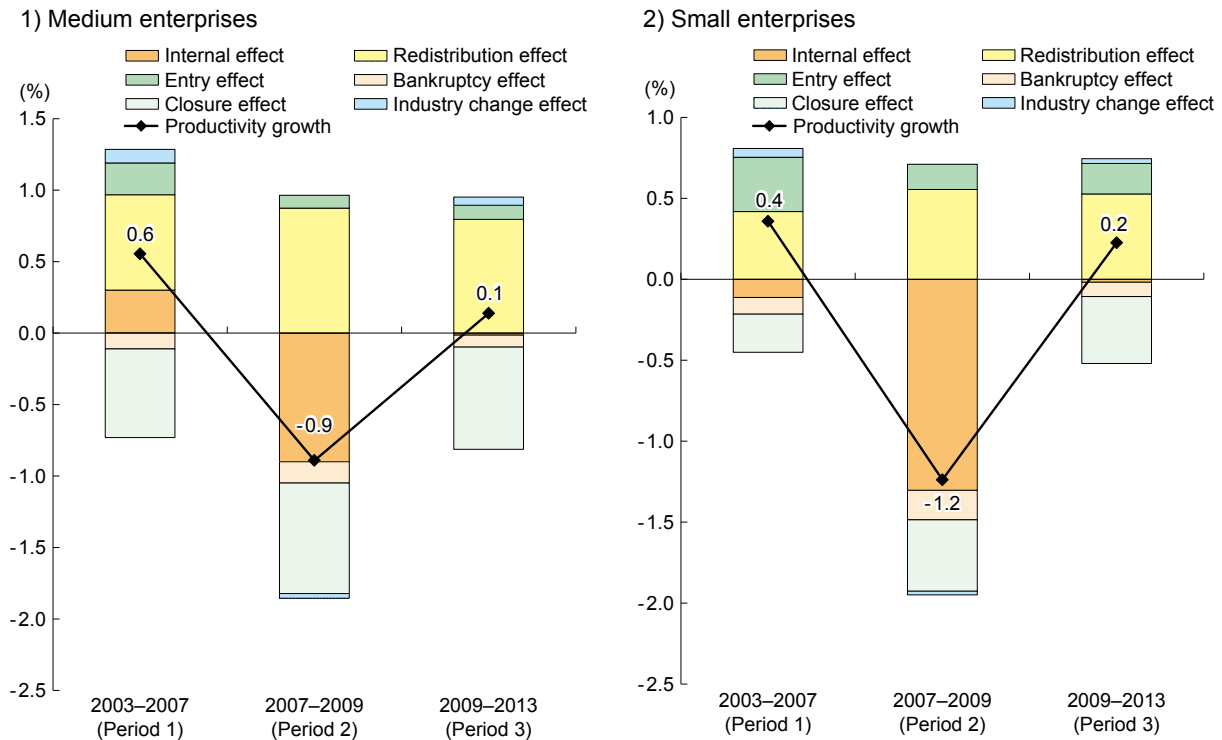 1) Medium enterprises
Internal effect
Redistribution effect
Entry effect
Bankruptcy effect
(%)
Closure effect
Industry change effect
Productivity growth
1.5
1.0
0.5
0.0
-0.5
-1.0
-1.5
-2.0
-2.5
0.6
-0.9
0.1
2003–2007
(Period 1)
2007–2009
(Period 2)
2009–2013
(Period 3)
2) Small enterprises
Internal effect
Redistribution effect
Entry effect
Bankruptcy effect
(%)
Closure effect
Industry change effect
Productivity growth
1.0
0.5
0.0
-0.5
-1.0
-1.5
-2.0
-2.5
0.4
-1.2
0.2
2003–2007
(Period 1)
2007–2009
(Period 2)
2009–2013
(Period 3)